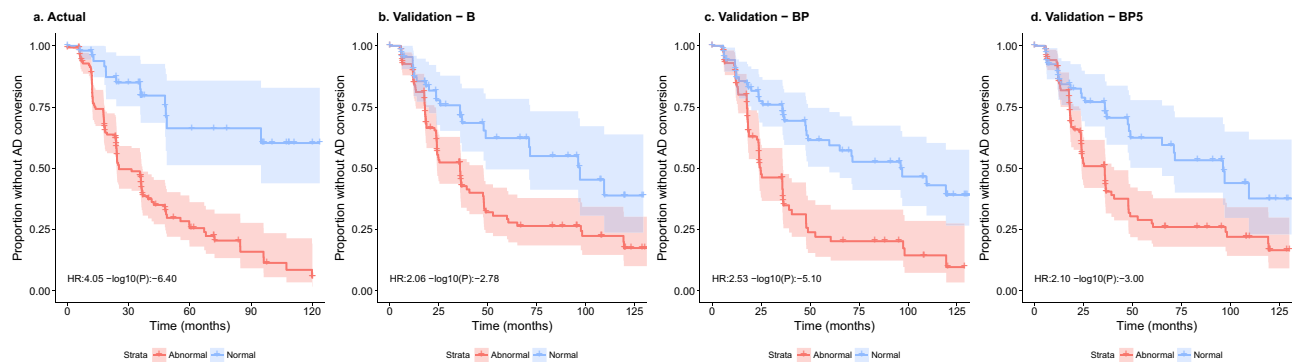 a. Actual
Proportion without AD conversion
1.00
0.75
0.50
0.25
0.00
HR:4.05 −log10(P):−6.40
0 30 60 90 120
Time (months)
Strata Abnormal Normal
b. Validation − B
Proportion without AD conversion
1.00
0.75
0.50
0.25
0.00
HR:2.06 −log10(P):−2.78
0 25 50 75 100 125
Time (months)
Strata Abnormal Normal
c. Validation − BP
Proportion without AD conversion
1.00
0.75
0.50
0.25
0.00
HR:2.53 −log10(P):−5.10
0 25 50 75 100 125
Time (months)
Strata Abnormal Normal
d. Validation − BP5
Proportion without AD conversion
1.00
0.75
0.50
0.25
0.00
HR:2.10 −log10(P):−3.00
0 25 50 75 100 125
Time (months)
Strata Abnormal Normal